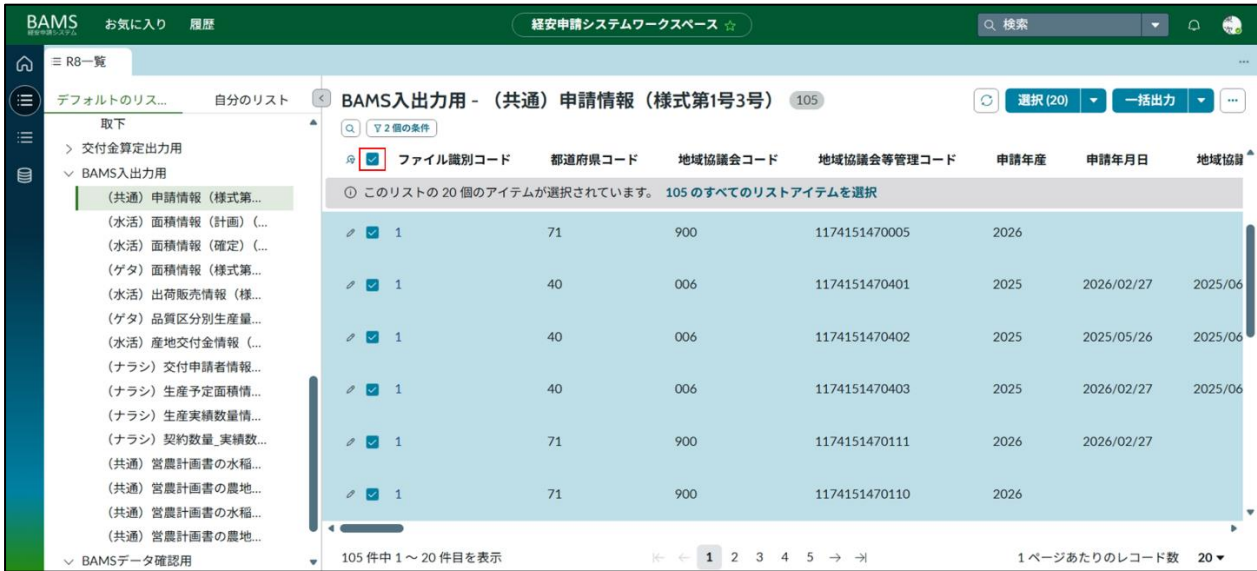 BAMS お気に入り 履歴 経安申請システムワークスペース ☆ 検索
経安申請システム
R8一覧
デフォルトのリス... 自分のリスト
取下
交付金算定出力用
BAMS入出力用
（共通）申請情報（様式第...
（水活）面積情報（計画）（...
（水活）面積情報（確定）（...
（ゲタ）面積情報（様式第...
（水活）出荷販売情報（様...
（ゲタ）品質区分別生産量...
（水活）産地交付金情報（...
（ナラシ）交付申請者情報...
（ナラシ）生産予定面積情...
（ナラシ）生産実績数量情...
（ナラシ）契約数量_実績数...
（共通）営農計画書の水稲...
（共通）営農計画書の農地...
（共通）営農計画書の水稲...
（共通）営農計画書の農地...
BAMSデータ確認用
BAMS入出力用 - （共通）申請情報（様式第1号3号） 105 選択 (20) 一括出力 ...
2 個の条件
ファイル識別コード 都道府県コード 地域協議会コード 地域協議会等管理コード 申請年産 申請年月日 地域協議
このリストの 20 個のアイテムが選択されています。 105 のすべてのリストアイテムを選択
1 71 900 1174151470005 2026
1 40 006 1174151470401 2025 2026/02/27 2025/06
1 40 006 1174151470402 2025 2025/05/26 2025/06
1 40 006 1174151470403 2025 2026/02/27 2025/06
1 71 900 1174151470111 2026 2026/02/27
1 71 900 1174151470110 2026
105 件中 1 ～ 20 件目を表示 1 2 3 4 5 1 ページあたりのレコード数 20